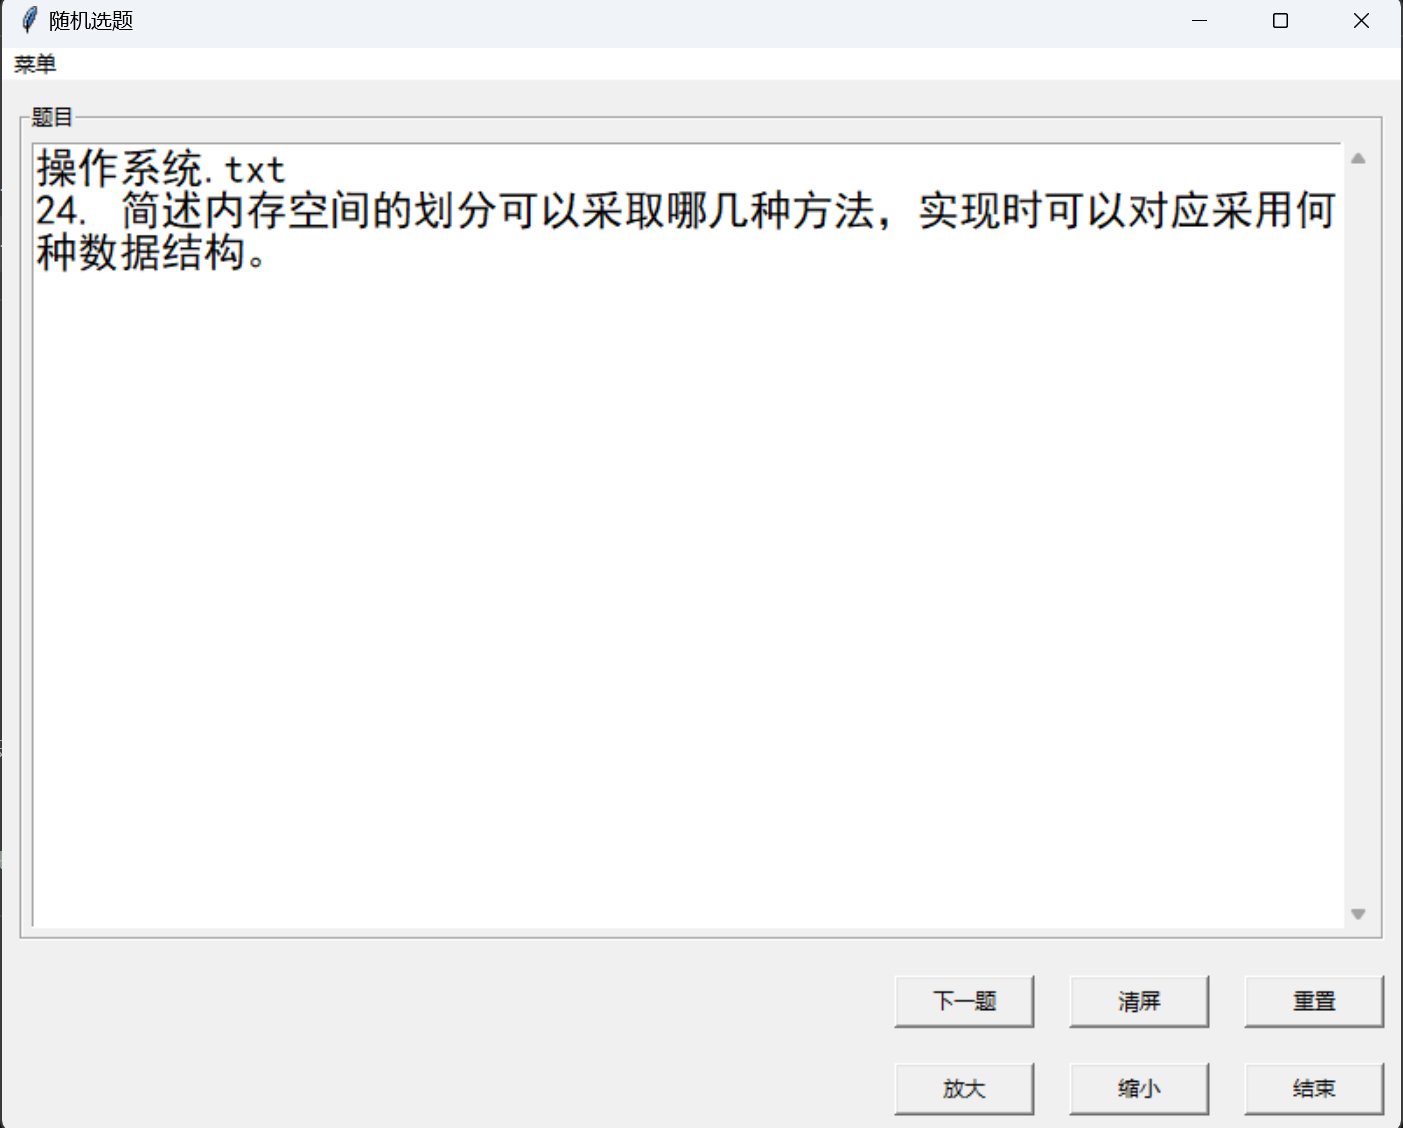 随机选题
菜单
题目
操作系统.txt
24. 简述内存空间的划分可以采取哪几种方法，实现时可以对应采用何
种数据结构。
下一题
清屏
重置
放大
缩小
结束